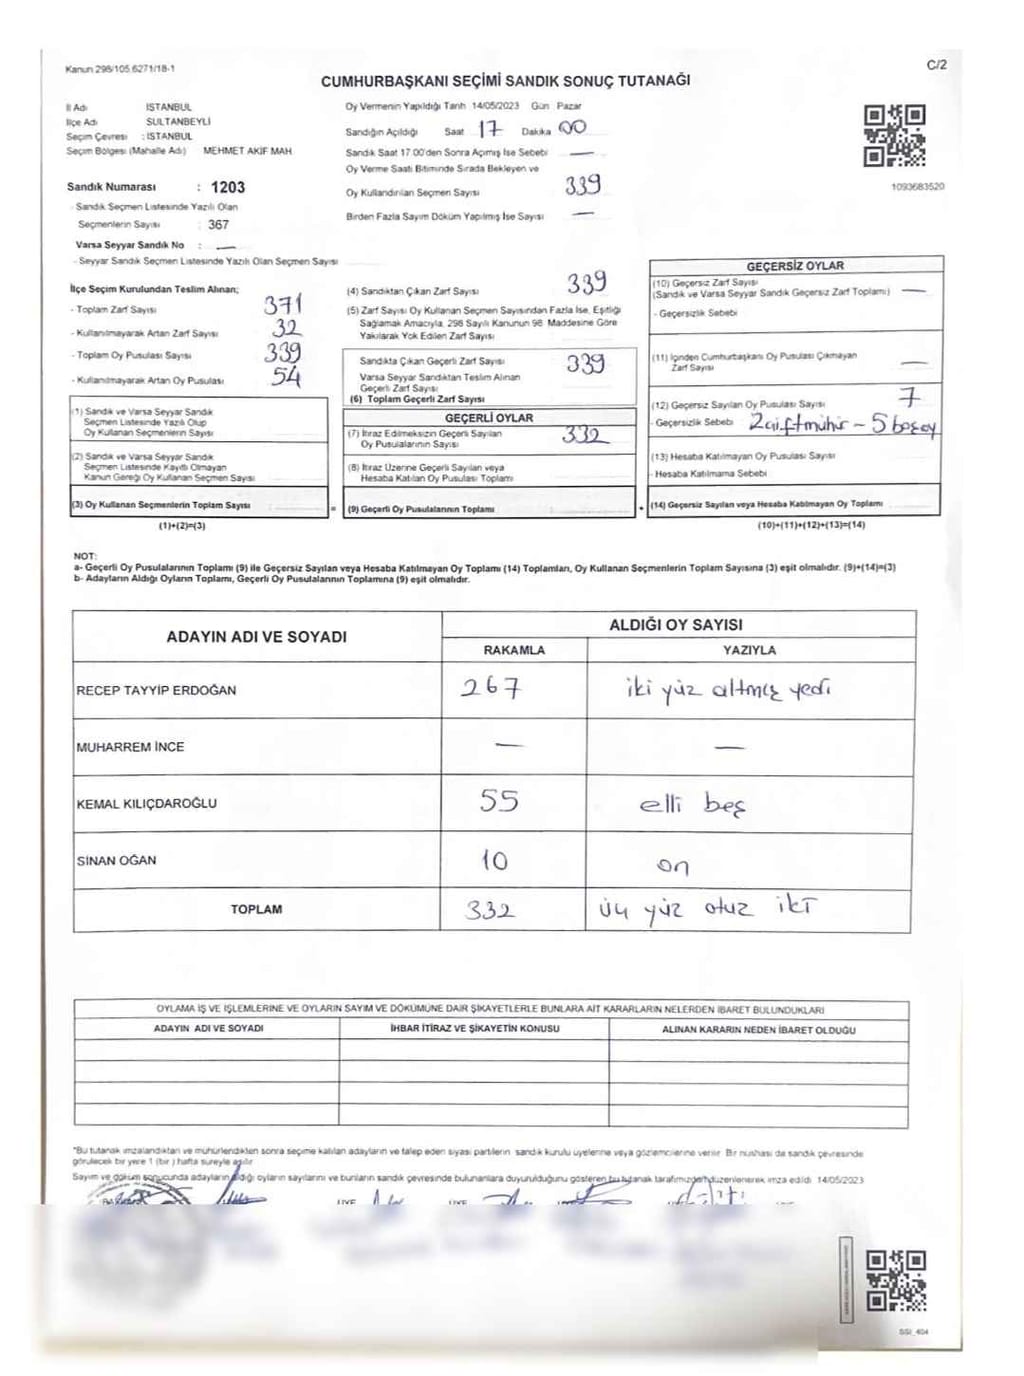 Kanun 298/105 6271/18-1
C/2
CUMHURBAŞKANI SEÇİMİ SANDIK SONUÇ TUTANAĞI
İl Adı ISTANBUL
İlçe Adı SULTANBEYLİ
Seçim Çevresi : ISTANBUL
Seçim Bölgesi (Mahalle Adı) MEHMET AKIF MAH
Sandık Numarası : 1203
- Sandık Seçmen Listesinde Yazılı Olan
Seçmenlerin Sayısı : 367
Varsa Seyyar Sandık No : —
- Seyyar Sandık Seçmen Listesinde Yazılı Olan Seçmen Sayısı
Oy Vermenin Yapıldığı Tarih 14/05/2023 Gün Pazar
Sandığın Açıldığı Saat 17 Dakika 00
Sandık Saat 17.00'den Sonra Açımış İse Sebebi —
Oy Verme Saati Bitiminde Sırada Bekleyen ve
Oy Kullandırılan Seçmen Sayısı 339
Birden Fazla Sayım Döküm Yapılmış İse Sayısı —
1093683520
İlçe Seçim Kurulundan Teslim Alınan;
- Toplam Zarf Sayısı 371
- Kullanılmayarak Artan Zarf Sayısı 32
- Toplam Oy Pusulası Sayısı 339
- Kullanılmayarak Artan Oy Pusulası 54
(1) Sandık ve Varsa Seyyar Sandık
Seçmen Listesinde Yazılı Olup
Oy Kullanan Seçmenlerin Sayısı
(2) Sandık ve Varsa Seyyar Sandık
Seçmen Listesinde Kayıtlı Olmayan
Kanun Gereği Oy Kullanan Seçmen Sayısı
(3) Oy Kullanan Seçmenlerin Toplam Sayısı
(1)+(2)=(3)
=
(4) Sandıktan Çıkan Zarf Sayısı 339
(5) Zarf Sayısı Oy Kullanan Seçmen Sayısından Fazla İse, Eşitliği
Sağlamak Amacıyla, 298 Sayılı Kanunun 98. Maddesine Göre
Yakılarak Yok Edilen Zarf Sayısı
Sandıkta Çıkan Geçerli Zarf Sayısı 339
Varsa Seyyar Sandıktan Teslim Alınan
Geçerli Zarf Sayısı
(6) Toplam Geçerli Zarf Sayısı
GEÇERLİ OYLAR
(7) İtiraz Edilmeksizin Geçerli Sayılan 332
Oy Pusulalarının Sayısı
(8) İtiraz Üzerine Geçerli Sayılan veya
Hesaba Katılan Oy Pusulası Toplamı
(9) Geçerli Oy Pusulalarının Toplamı
+
GEÇERSİZ OYLAR
(10) Geçersiz Zarf Sayısı
(Sandık ve Varsa Seyyar Sandık Geçersiz Zarf Toplamı) —
- Geçersizlik Sebebi
(11) İçinden Cumhurbaşkanı Oy Pusulası Çıkmayan
Zarf Sayısı —
(12) Geçersiz Sayılan Oy Pusulası Sayısı 7
- Geçersizlik Sebebi 2 çift mühür - 5 boş oy
(13) Hesaba Katılmayan Oy Pusulası Sayısı
- Hesaba Katılmama Sebebi
(14) Geçersiz Sayılan veya Hesaba Katılmayan Oy Toplamı
(10)+(11)+(12)+(13)=(14)
NOT:
a- Geçerli Oy Pusulalarının Toplamı (9) ile Geçersiz Sayılan veya Hesaba Katılmayan Oy Toplamı (14) Toplamları, Oy Kullanan Seçmenlerin Toplam Sayısına (3) eşit olmalıdır. (9)+(14)=(3)
b- Adayların Aldığı Oyların Toplamı, Geçerli Oy Pusulalarının Toplamına (9) eşit olmalıdır.
ADAYIN ADI VE SOYADI
ALDIĞI OY SAYISI
RAKAMLA YAZIYLA
RECEP TAYYİP ERDOĞAN 267 iki yüz altmış yedi
MUHARREM İNCE — —
KEMAL KILIÇDAROĞLU 55 elli beş
SİNAN OĞAN 10 on
TOPLAM 332 üç yüz otuz iki
OYLAMA İŞ VE İŞLEMLERİNE VE OYLARIN SAYIM VE DÖKÜMÜNE DAİR ŞİKAYETLERLE BUNLARA AİT KARARLARIN NELERDEN İBARET BULUNDUKLARI
ADAYIN ADI VE SOYADI İHBAR İTİRAZ VE ŞİKAYETİN KONUSU ALINAN KARARIN NEDEN İBARET OLDUĞU
*Bu tutanak imzalandıktan ve mühürlendikten sonra seçime katılan adayların ve talep eden siyasi partilerin sandık kurulu üyelerine veya gözlemcilerine verilir. Bir nüshası da sandık çevresinde
görülecek bir yere 1 (bir) hafta süreyle asılır
Sayım ve döküm sonucunda adayların aldığı oyların sayılarını ve bunların sandık çevresinde bulunanlara duyurulduğunu gösteren bu tutanak tarafımızdan düzenlenerek imza edildi 14/05/2023
SSI_404